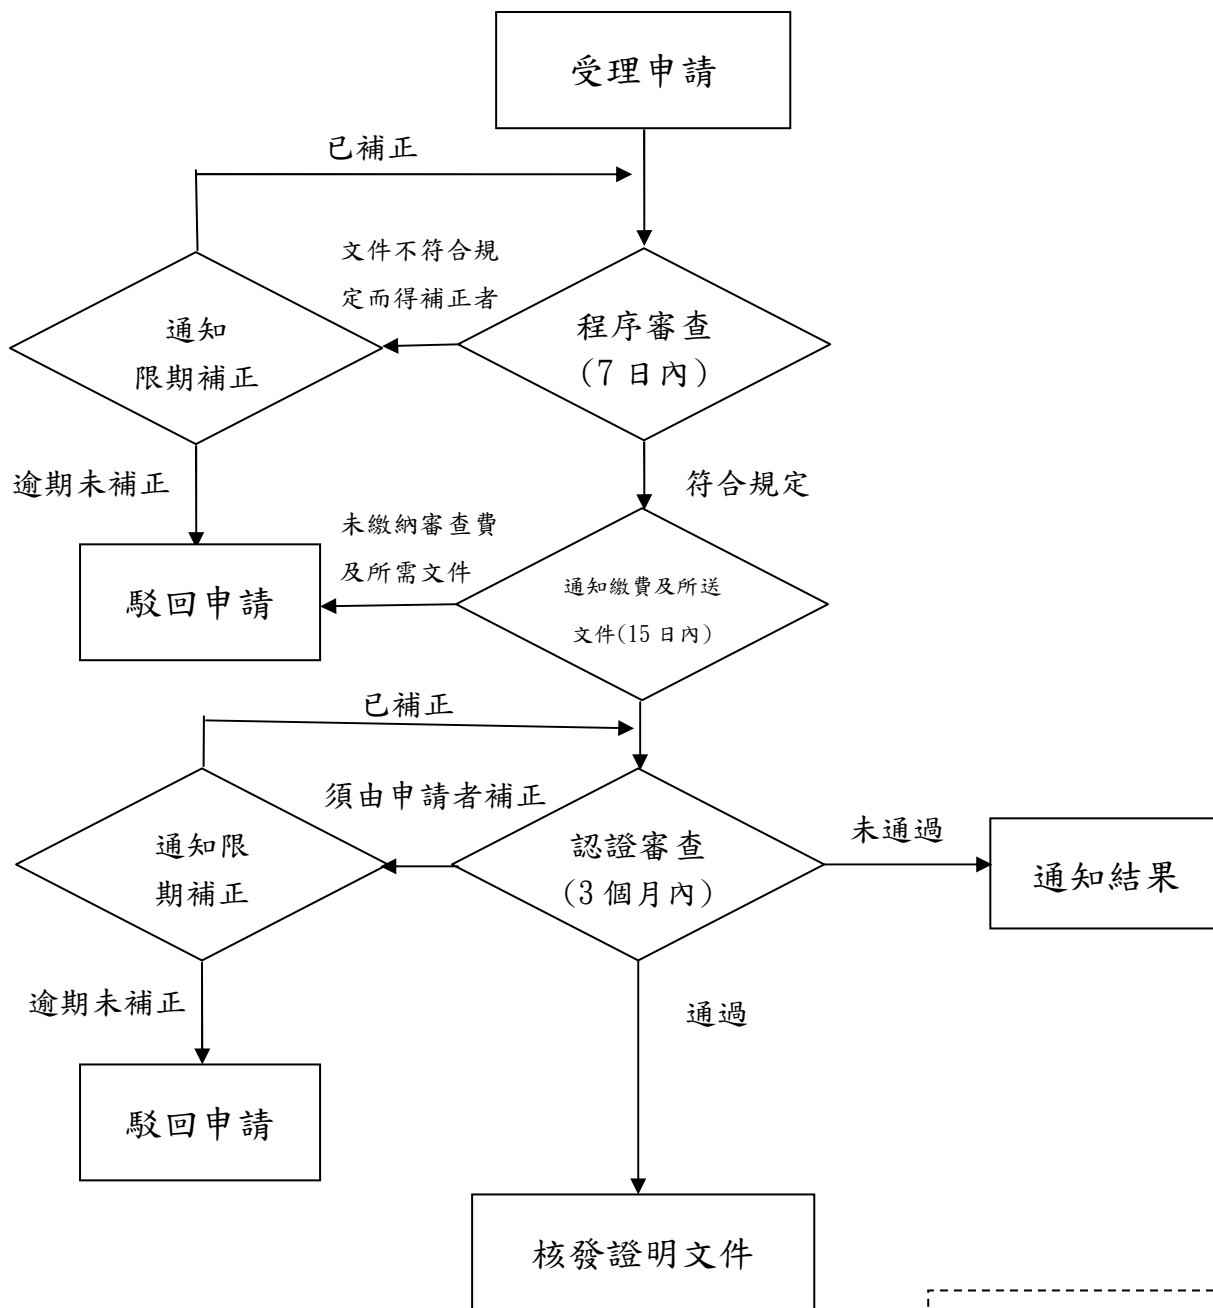 受理申請
已補正
文件不符合規
定而得補正者
程序審查
(7日內)
通知
限期補正
逾期未補正
符合規定
未繳納審查費
及所需文件
通知繳費及所送
文件(15日內)
駁回申請
已補正
須由申請者補正
認證審查
(3個月內)
未通過
通知結果
通知限
期補正
逾期未補正
通過
駁回申請
核發證明文件